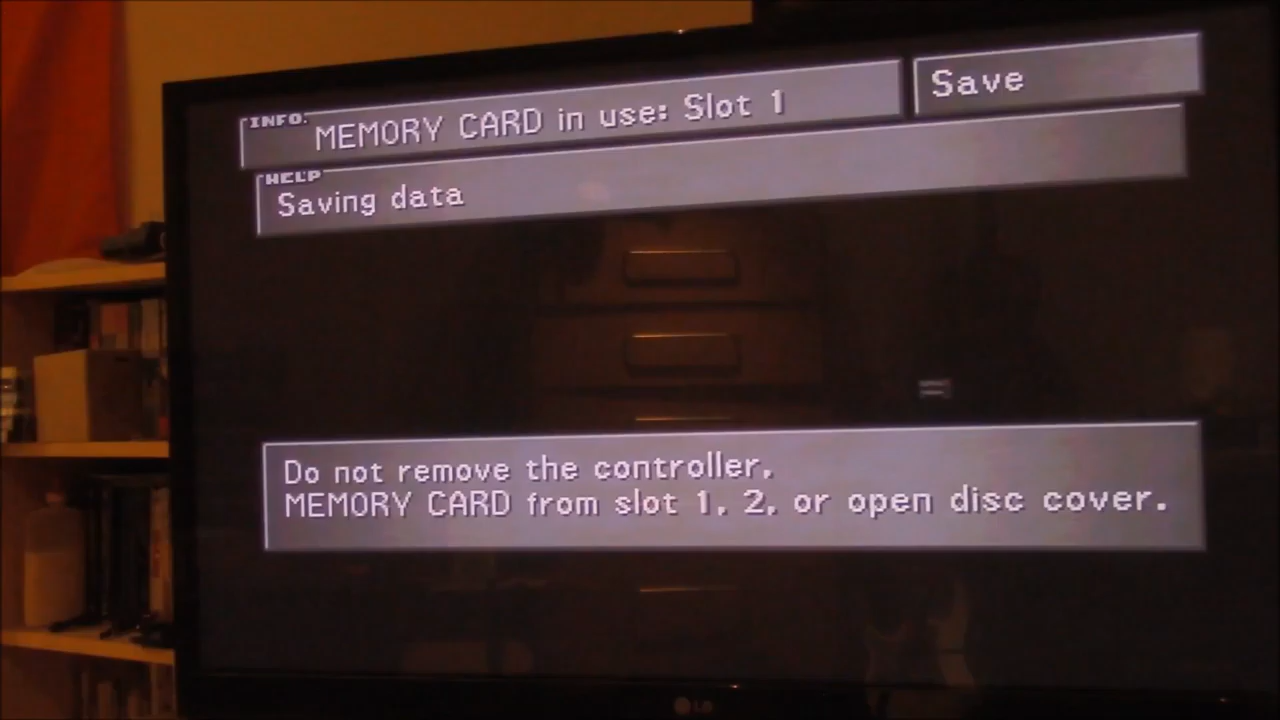 INFO.
MEMORY CARD in use: Slot 1
Save
HELP
Saving data
Do not remove the controller,
MEMORY CARD from slot 1, 2, or open disc cover.
LG